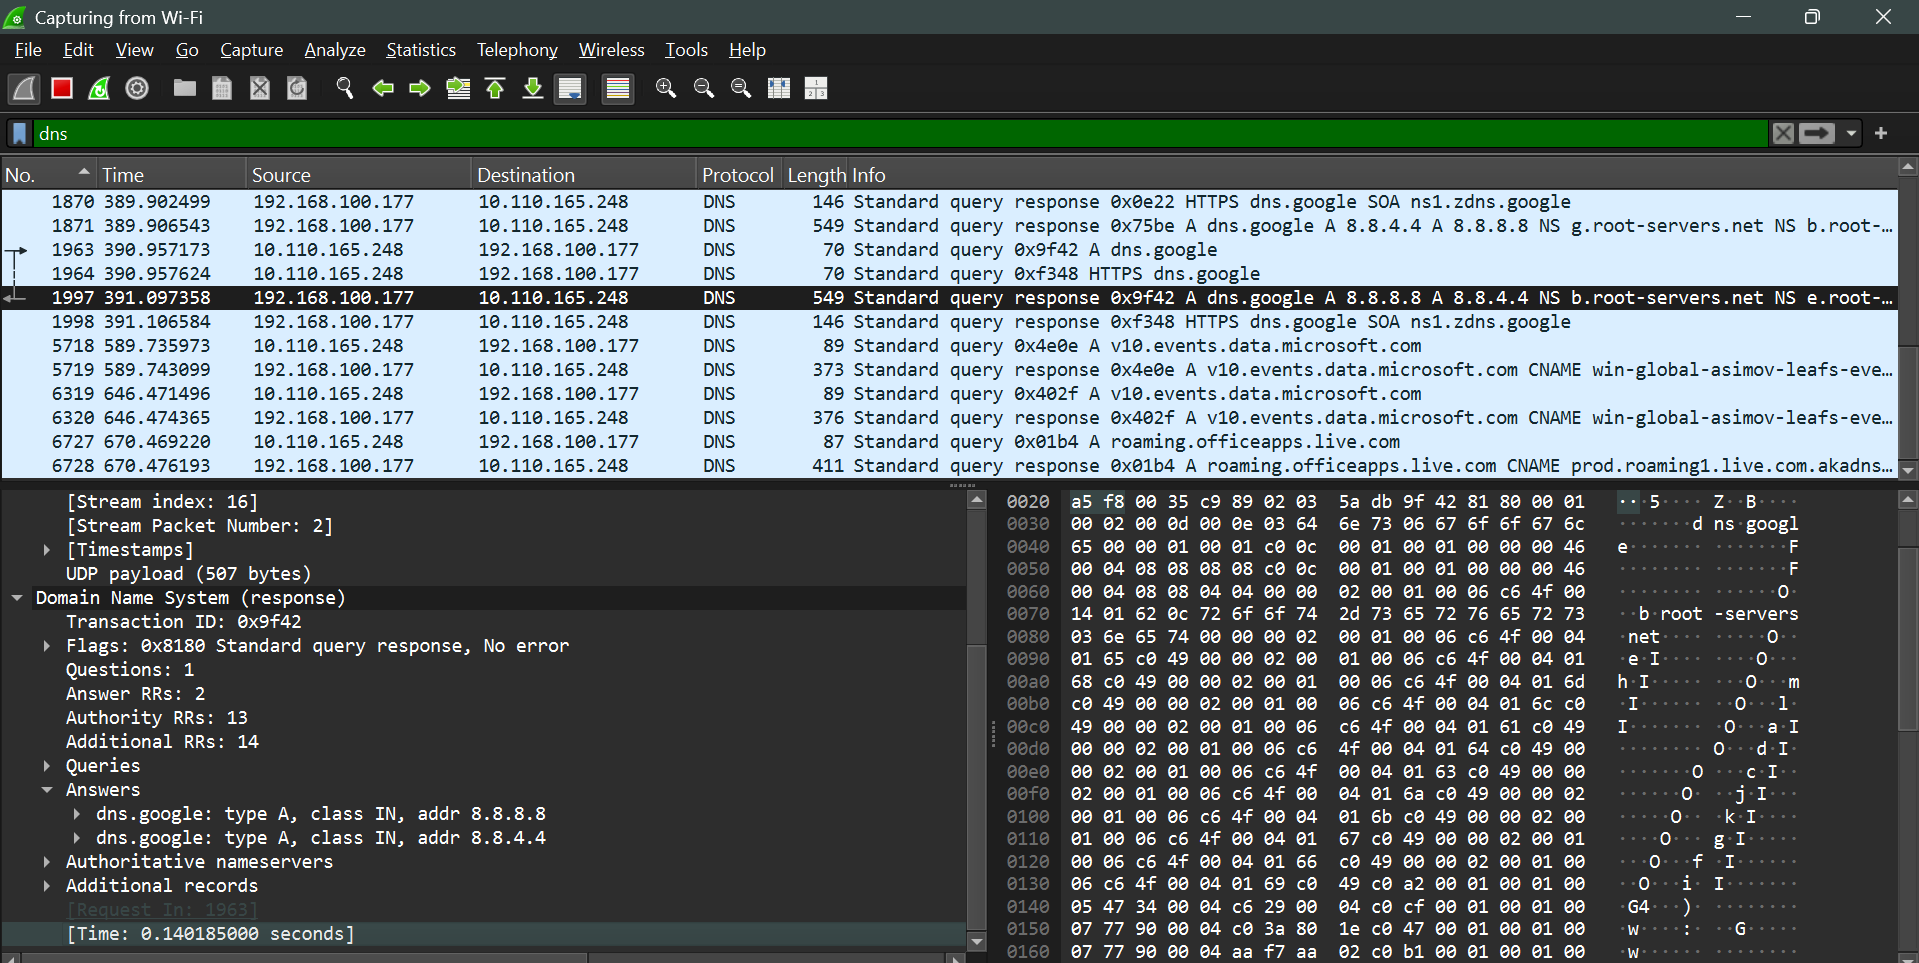 Capturing from Wi-Fi
File Edit View Go Capture Analyze Statistics Telephony Wireless Tools Help
dns
No. Time Source Destination Protocol Length Info
1870 389.902499 192.168.100.177 10.110.165.248 DNS 146 Standard query response 0x0e22 HTTPS dns.google SOA ns1.zdns.google
1871 389.906543 192.168.100.177 10.110.165.248 DNS 549 Standard query response 0x75be A dns.google A 8.8.4.4 A 8.8.8.8 NS g.root-servers.net NS b.root-…
1963 390.957173 10.110.165.248 192.168.100.177 DNS 70 Standard query 0x9f42 A dns.google
1964 390.957624 10.110.165.248 192.168.100.177 DNS 70 Standard query 0xf348 HTTPS dns.google
1997 391.097358 192.168.100.177 10.110.165.248 DNS 549 Standard query response 0x9f42 A dns.google A 8.8.8.8 A 8.8.4.4 NS b.root-servers.net NS e.root-…
1998 391.106584 192.168.100.177 10.110.165.248 DNS 146 Standard query response 0xf348 HTTPS dns.google SOA ns1.zdns.google
5718 589.735973 10.110.165.248 192.168.100.177 DNS 89 Standard query 0x4e0e A v10.events.data.microsoft.com
5719 589.743099 192.168.100.177 10.110.165.248 DNS 373 Standard query response 0x4e0e A v10.events.data.microsoft.com CNAME win-global-asimov-leafs-eve…
6319 646.471496 10.110.165.248 192.168.100.177 DNS 89 Standard query 0x402f A v10.events.data.microsoft.com
6320 646.474365 192.168.100.177 10.110.165.248 DNS 376 Standard query response 0x402f A v10.events.data.microsoft.com CNAME win-global-asimov-leafs-eve…
6727 670.469220 10.110.165.248 192.168.100.177 DNS 87 Standard query 0x01b4 A roaming.officeapps.live.com
6728 670.476193 192.168.100.177 10.110.165.248 DNS 411 Standard query response 0x01b4 A roaming.officeapps.live.com CNAME prod.roaming1.live.com.akadns…
[Stream index: 16]
[Stream Packet Number: 2]
[Timestamps]
UDP payload (507 bytes)
Domain Name System (response)
Transaction ID: 0x9f42
Flags: 0x8180 Standard query response, No error
Questions: 1
Answer RRs: 2
Authority RRs: 13
Additional RRs: 14
Queries
Answers
dns.google: type A, class IN, addr 8.8.8.8
dns.google: type A, class IN, addr 8.8.4.4
Authoritative nameservers
Additional records
[Request In: 1963]
[Time: 0.140185000 seconds]
0020 a5 f8 00 35 c9 89 02 03 5a db 9f 42 81 80 00 01 ··5···· Z··B····
0030 00 02 00 0d 00 0e 03 64 6e 73 06 67 6f 6f 67 6c ·······d ns·googl
0040 65 00 00 01 00 01 c0 0c 00 01 00 01 00 00 00 46 e······· ·······F
0050 00 04 08 08 08 08 c0 0c 00 01 00 01 00 00 00 46 ········ ·······F
0060 00 04 08 08 04 04 00 00 02 00 01 00 06 c6 4f 00 ········ ······O·
0070 14 01 62 0c 72 6f 6f 74 2d 73 65 72 76 65 72 73 ··b·root -servers
0080 03 6e 65 74 00 00 00 02 00 01 00 06 c6 4f 00 04 ·net···· ·····O··
0090 01 65 c0 49 00 00 02 00 01 00 06 c6 4f 00 04 01 ·e·I···· ····O···
00a0 68 c0 49 00 00 02 00 01 00 06 c6 4f 00 04 01 6d h·I····· ···O···m
00b0 c0 49 00 00 02 00 01 00 06 c6 4f 00 04 01 6c c0 ·I······ ··O···l·
00c0 49 00 00 02 00 01 00 06 c6 4f 00 04 01 61 c0 49 I······· ·O···a·I
00d0 00 00 02 00 01 00 06 c6 4f 00 04 01 64 c0 49 00 ········ O···d·I·
00e0 00 02 00 01 00 06 c6 4f 00 04 01 63 c0 49 00 00 ·······O ···c·I··
00f0 02 00 01 00 06 c6 4f 00 04 01 6a c0 49 00 00 02 ······O· ··j·I···
0100 00 01 00 06 c6 4f 00 04 01 6b c0 49 00 00 02 00 ·····O·· ·k·I····
0110 01 00 06 c6 4f 00 04 01 67 c0 49 00 00 02 00 01 ····O··· g·I·····
0120 00 06 c6 4f 00 04 01 66 c0 49 00 00 02 00 01 00 ···O···f ·I······
0130 06 c6 4f 00 04 01 69 c0 49 c0 a2 00 01 00 01 00 ··O···i· I·······
0140 05 47 34 00 04 c6 29 00 04 c0 cf 00 01 00 01 00 ·G4···)· ········
0150 07 77 90 00 04 c0 3a 80 1e c0 47 00 01 00 01 00 ·w····:· ··G·····
0160 07 77 90 00 04 aa f7 aa 02 c0 b1 00 01 00 01 00 ·w······ ········